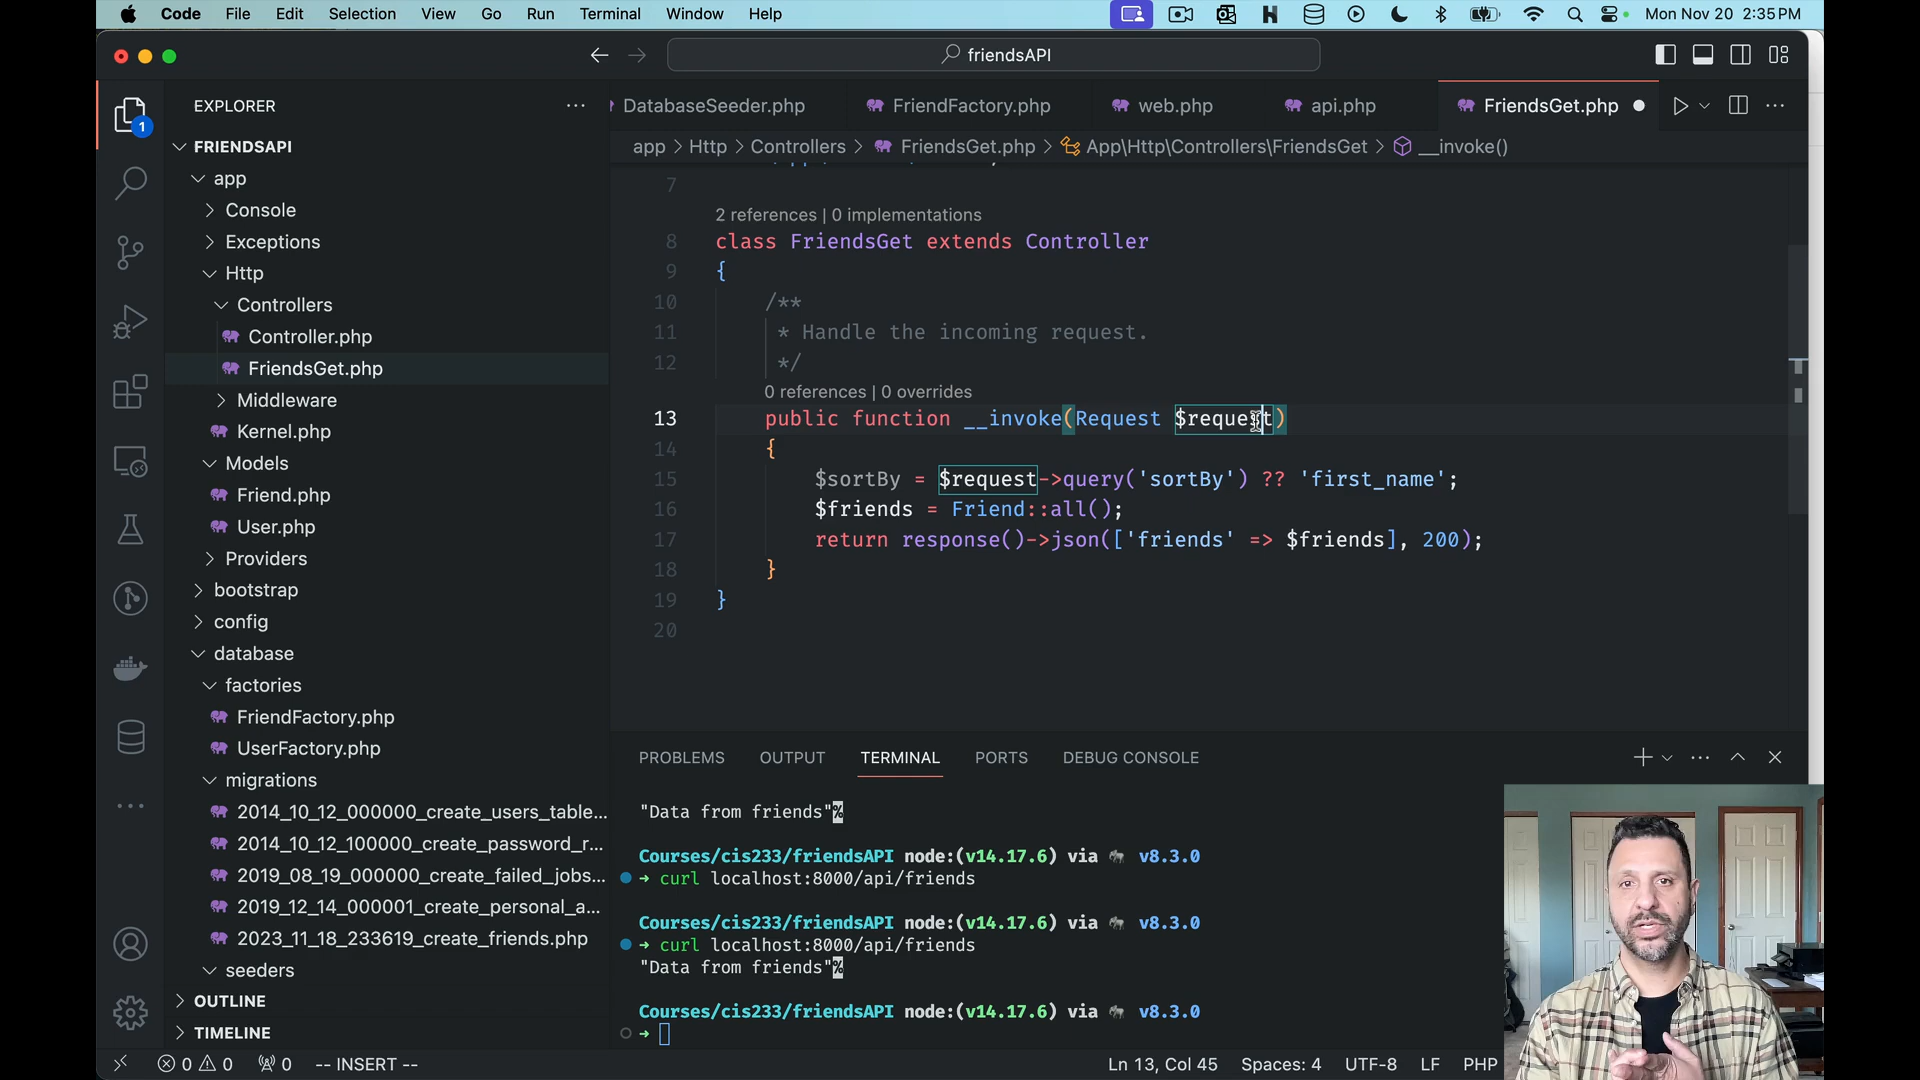 Code File Edit Selection View Go Run Terminal Window Help Mon Nov 20 2:35 PM
friendsAPI
EXPLORER
DatabaseSeeder.php FriendFactory.php web.php api.php FriendsGet.php
app > Http > Controllers > FriendsGet.php > App\Http\Controllers\FriendsGet > __invoke()
1
FRIENDSAPI
app
Console
Exceptions
Http
Controllers
Controller.php
FriendsGet.php
Middleware
Kernel.php
Models
Friend.php
User.php
Providers
bootstrap
config
database
factories
FriendFactory.php
UserFactory.php
migrations
2014_10_12_000000_create_users_table...
2014_10_12_100000_create_password_r...
2019_08_19_000000_create_failed_jobs...
2019_12_14_000001_create_personal_a...
2023_11_18_233619_create_friends.php
seeders
OUTLINE
TIMELINE
7
2 references | 0 implementations
8 class FriendsGet extends Controller
9 {
10 /**
11 * Handle the incoming request.
12 */
0 references | 0 overrides
13 public function __invoke(Request $request)
14 {
15 $sortBy = $request->query('sortBy') ?? 'first_name';
16 $friends = Friend::all();
17 return response()->json(['friends' => $friends], 200);
18 }
19 }
20
PROBLEMS OUTPUT TERMINAL PORTS DEBUG CONSOLE
"Data from friends"%
Courses/cis233/friendsAPI node:(v14.17.6) via 🐘 v8.3.0
➜ curl localhost:8000/api/friends
Courses/cis233/friendsAPI node:(v14.17.6) via 🐘 v8.3.0
➜ curl localhost:8000/api/friends
"Data from friends"%
Courses/cis233/friendsAPI node:(v14.17.6) via 🐘 v8.3.0
➜
0 0 0 -- INSERT -- Ln 13, Col 45 Spaces: 4 UTF-8 LF PHP